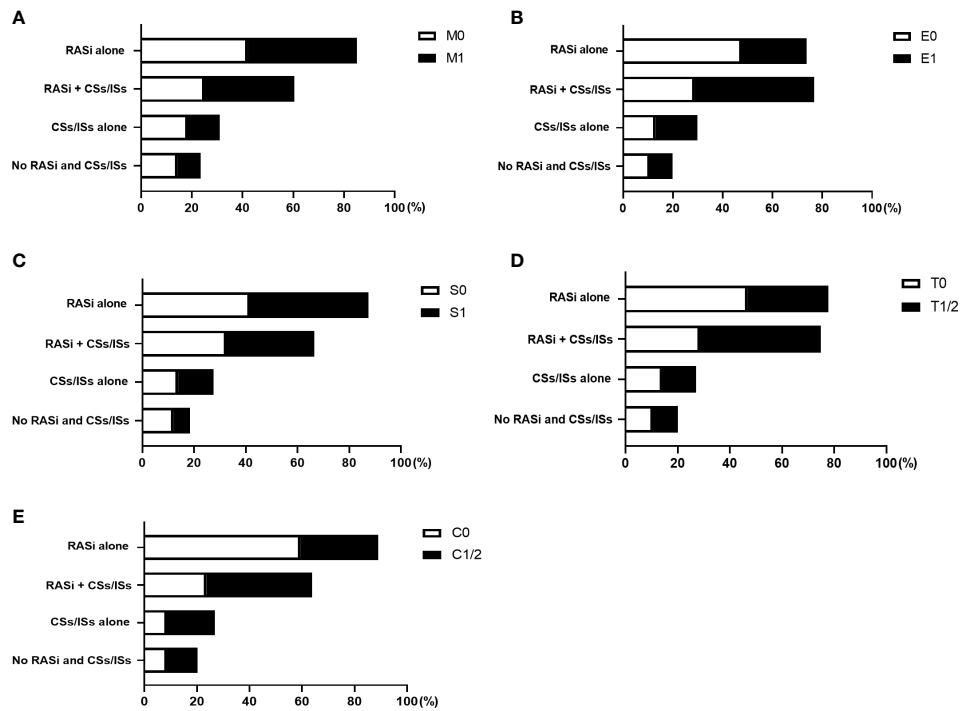 A
RASi alone
RASi + CSs/ISs
CSs/ISs alone
No RASi and CSs/ISs
0 20 40 60 80 100 (%)
M0
M1
B
RASi alone
RASi + CSs/ISs
CSs/ISs alone
No RASi and CSs/ISs
0 20 40 60 80 100 (%)
E0
E1
C
RASi alone
RASi + CSs/ISs
CSs/ISs alone
No RASi and CSs/ISs
0 20 40 60 80 100 (%)
S0
S1
D
RASi alone
RASi + CSs/ISs
CSs/ISs alone
No RASi and CSs/ISs
0 20 40 60 80 100 (%)
T0
T1/2
E
RASi alone
RASi + CSs/ISs
CSs/ISs alone
No RASi and CSs/ISs
0 20 40 60 80 100 (%)
C0
C1/2